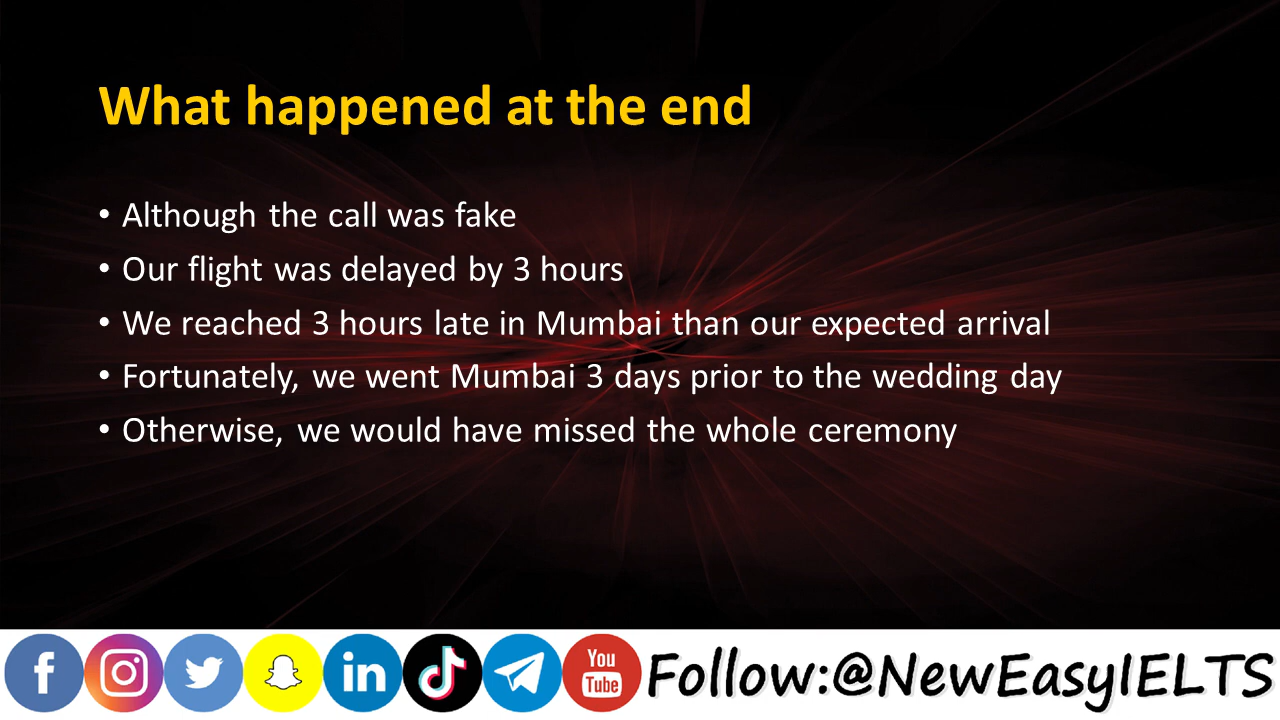 What happened at the end
• Although the call was fake
• Our flight was delayed by 3 hours
• We reached 3 hours late in Mumbai than our expected arrival
• Fortunately, we went Mumbai 3 days prior to the wedding day
• Otherwise, we would have missed the whole ceremony
You
Tube
Follow:@NewEasyIELTS